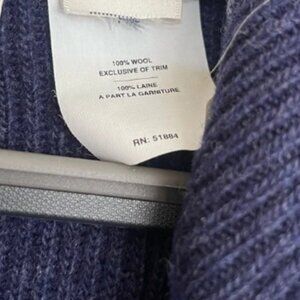 100% WOOL
EXCLUSIVE OF TRIM
100% LAINE
A PART LA GARNITURE
RN: 51884